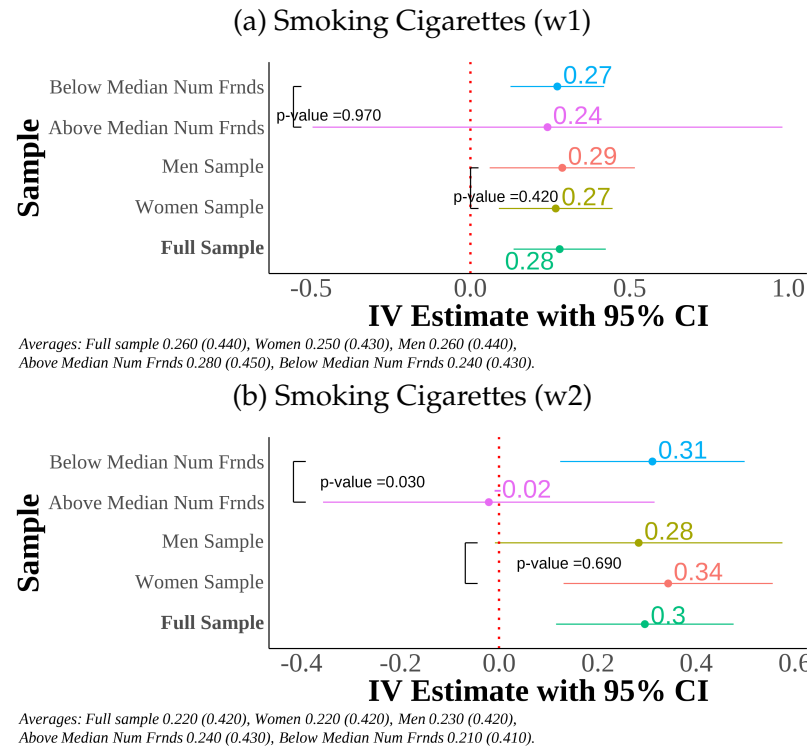 (a) Smoking Cigarettes (w1)
Below Median Num Frnds
0.27
p-value =0.970
Above Median Num Frnds
0.24
Men Sample
0.29
p-value =0.420
Women Sample
0.27
Full Sample
0.28
Sample
-0.5 0.0 0.5 1.0
IV Estimate with 95% CI
Averages: Full sample 0.260 (0.440), Women 0.250 (0.430), Men 0.260 (0.440),
Above Median Num Frnds 0.280 (0.450), Below Median Num Frnds 0.240 (0.430).
(b) Smoking Cigarettes (w2)
Below Median Num Frnds
0.31
p-value =0.030
Above Median Num Frnds
-0.02
Men Sample
0.28
p-value =0.690
Women Sample
0.34
Full Sample
0.3
Sample
-0.4 -0.2 0.0 0.2 0.4 0.6
IV Estimate with 95% CI
Averages: Full sample 0.220 (0.420), Women 0.220 (0.420), Men 0.230 (0.420),
Above Median Num Frnds 0.240 (0.430), Below Median Num Frnds 0.210 (0.410).